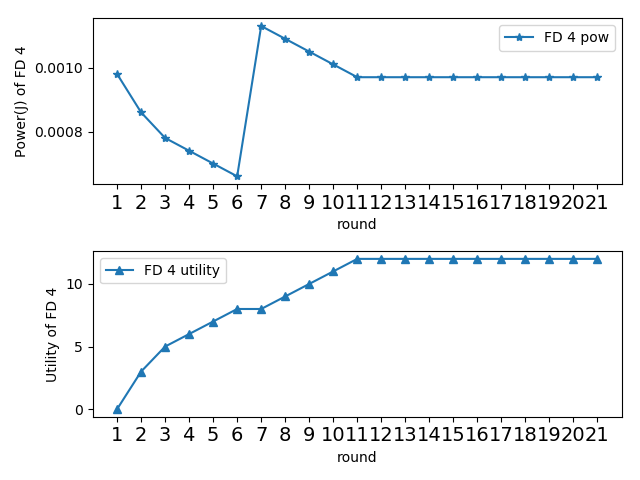 FD 4 pow
Power(J) of FD 4
0.0010
0.0008
1 2 3 4 5 6 7 8 9 10 11 12 13 14 15 16 17 18 19 20 21
round
FD 4 utility
Utility of FD 4
10
5
0
1 2 3 4 5 6 7 8 9 10 11 12 13 14 15 16 17 18 19 20 21
round